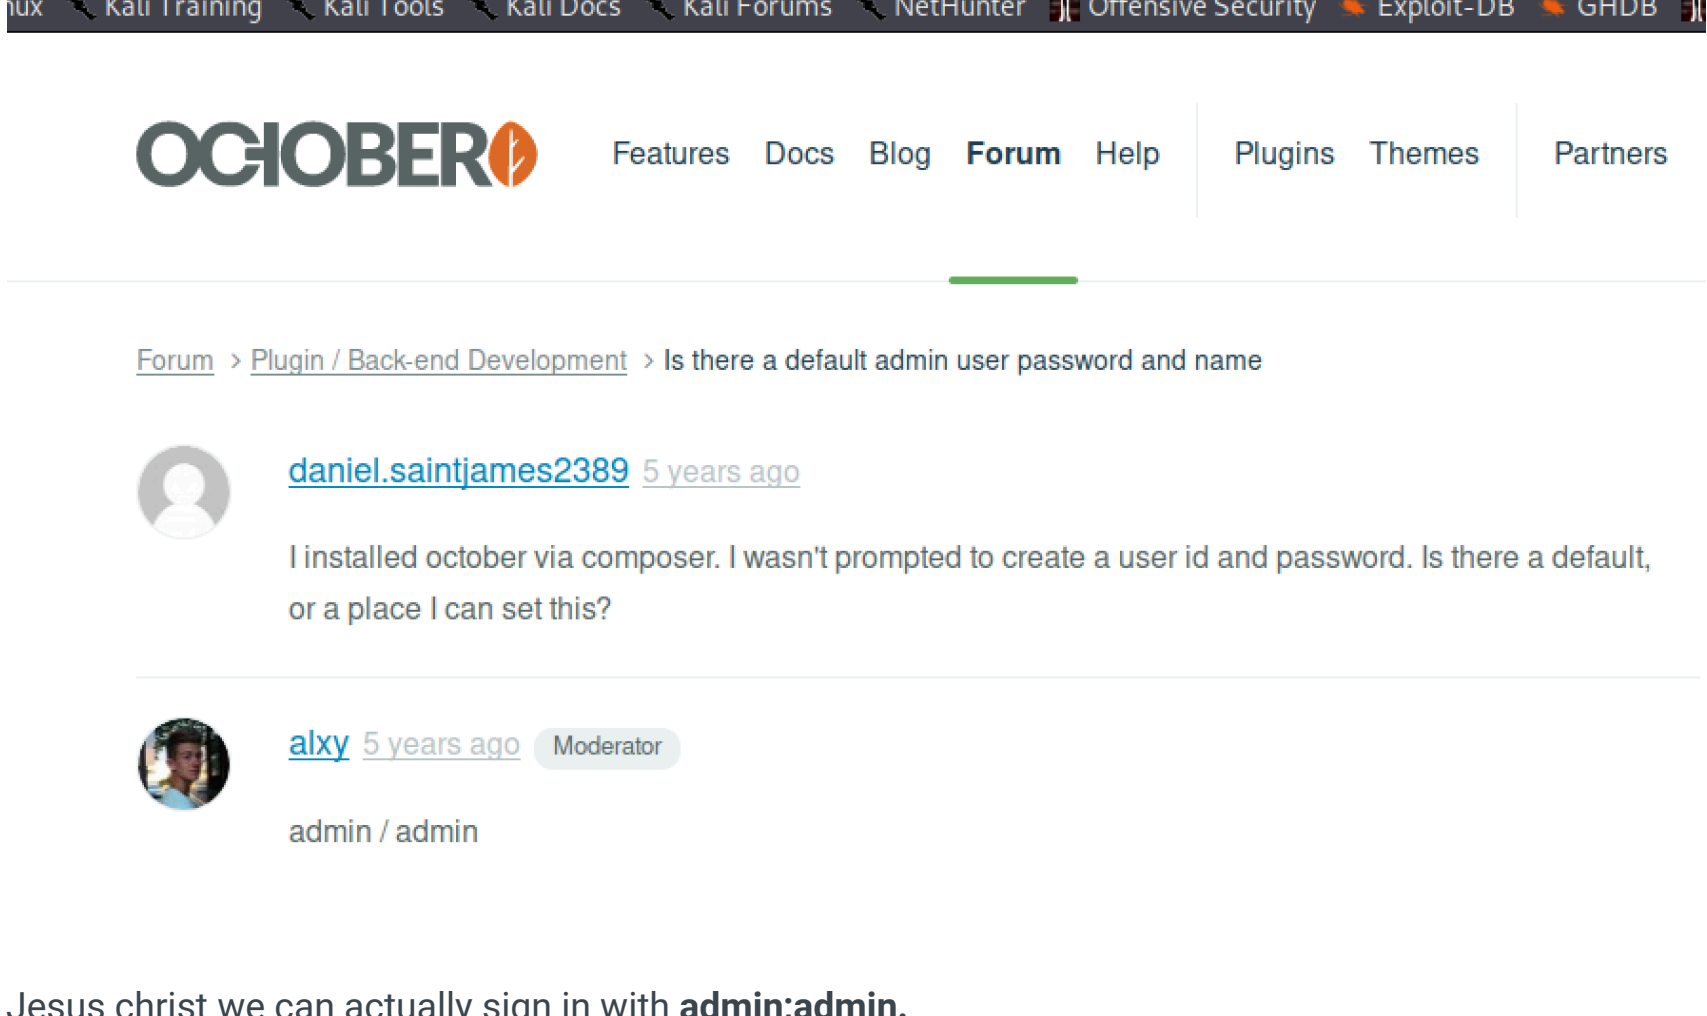 nux Kali Training Kali Tools Kali Docs Kali Forums NetHunter Offensive Security Exploit-DB GHDB
OCTOBER Features Docs Blog Forum Help Plugins Themes Partners
Forum > Plugin / Back-end Development > Is there a default admin user password and name
daniel.saintjames2389 5 years ago
I installed october via composer. I wasn't prompted to create a user id and password. Is there a default,
or a place I can set this?
alxy 5 years ago Moderator
admin / admin
Jesus christ we can actually sign in with admin:admin.